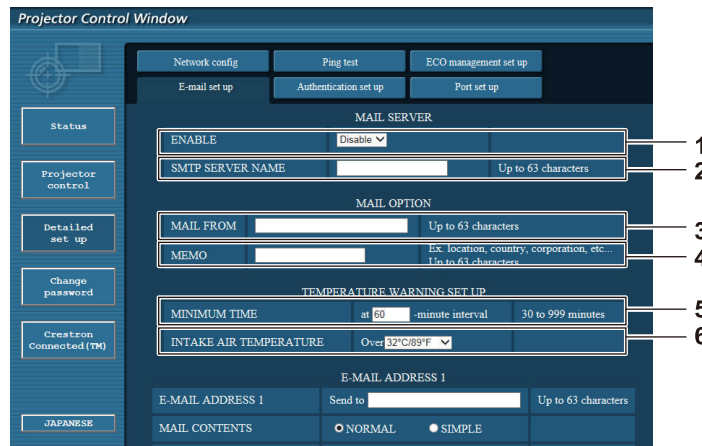 Projector Control Window
Network config
Ping test
ECO management set up
E-mail set up
Authentication set up
Port set up
Status
Projector control
Detailed set up
Change password
Crestron Connected(TM)
JAPANESE
MAIL SERVER
ENABLE Disable 1
SMTP SERVER NAME Up to 63 characters 2
MAIL OPTION
MAIL FROM Up to 63 characters 3
MEMO Ex. location, country, corporation, etc... 4
Up to 63 characters
TEMPERATURE WARNING SET UP
MINIMUM TIME at 60 -minute interval 30 to 999 minutes 5
INTAKE AIR TEMPERATURE Over 32°C/89°F 6
E-MAIL ADDRESS 1
E-MAIL ADDRESS 1 Send to Up to 63 characters
MAIL CONTENTS NORMAL SIMPLE